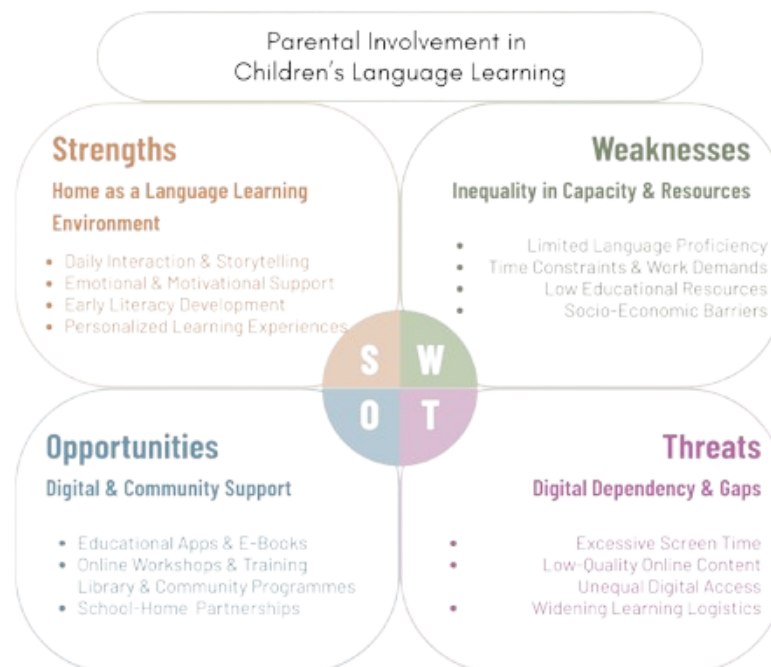 Parental Involvement in
Children's Language Learning
Strengths
Home as a Language Learning
Environment
• Daily Interaction & Storytelling
• Emotional & Motivational Support
• Early Literacy Development
• Personalized Learning Experiences
Weaknesses
Inequality in Capacity & Resources
• Limited Language Proficiency
• Time Constraints & Work Demands
• Low Educational Resources
• Socio-Economic Barriers
S W
O T
Opportunities
Digital & Community Support
• Educational Apps & E-Books
• Online Workshops & Training
Library & Community Programmes
• School-Home Partnerships
Threats
Digital Dependency & Gaps
• Excessive Screen Time
• Low-Quality Online Content
Unequal Digital Access
• Widening Learning Logistics